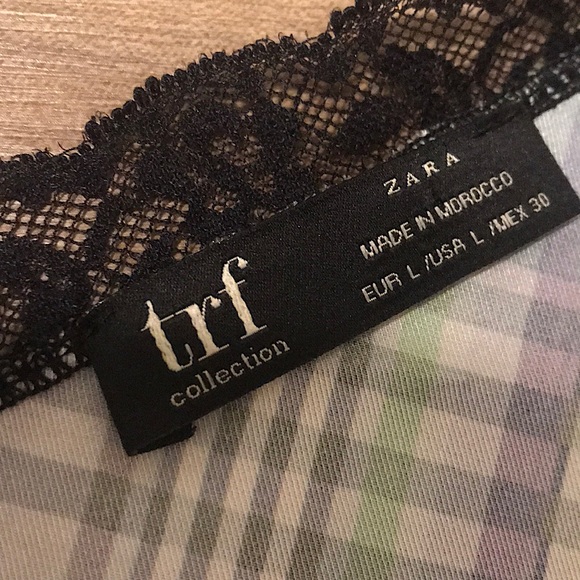 trf
collection
ZARA
MADE IN MOROCCO
EUR L /USA L /MEX 30